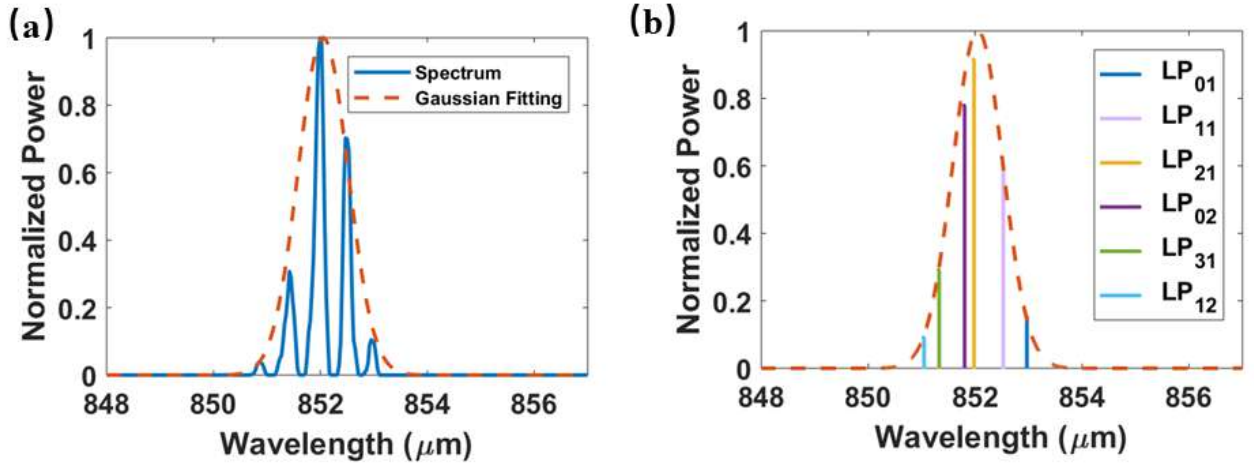 (a)
Normalized Power
1
0.8
0.6
0.4
0.2
0
848 850 852 854 856
Wavelength (μm)
Spectrum
Gaussian Fitting
(b)
Normalized Power
1
0.8
0.6
0.4
0.2
0
848 850 852 854 856
Wavelength (μm)
LP01
LP11
LP21
LP02
LP31
LP12